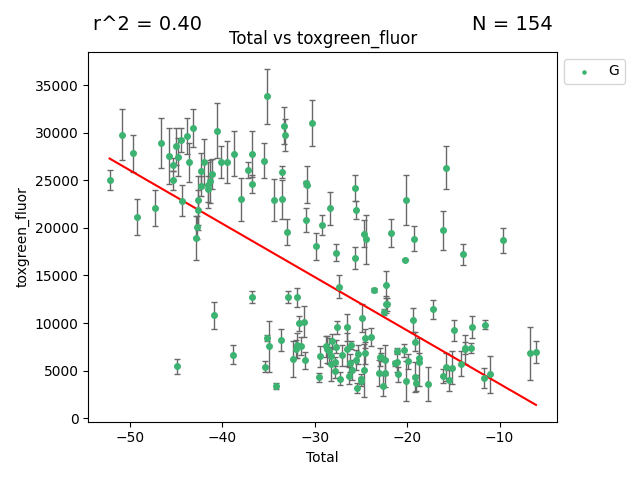 r^2 = 0.40
N = 154
Total vs toxgreen_fluor
G
35000
30000
25000
20000
15000
10000
5000
0
toxgreen_fluor
−50
−40
−30
−20
−10
Total